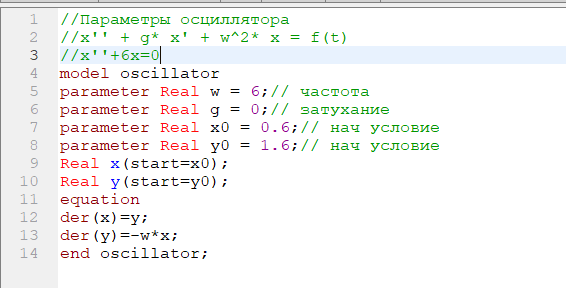 1 //Параметры осциллятора
2 //x'' + g* x' + w^2* x = f(t)
3 //x''+6x=0
4 model oscillator
5 parameter Real w = 6;// частота
6 parameter Real g = 0;// затухание
7 parameter Real x0 = 0.6;// нач условие
8 parameter Real y0 = 1.6;// нач условие
9 Real x(start=x0);
10 Real y(start=y0);
11 equation
12 der(x)=y;
13 der(y)=-w*x;
14 end oscillator;